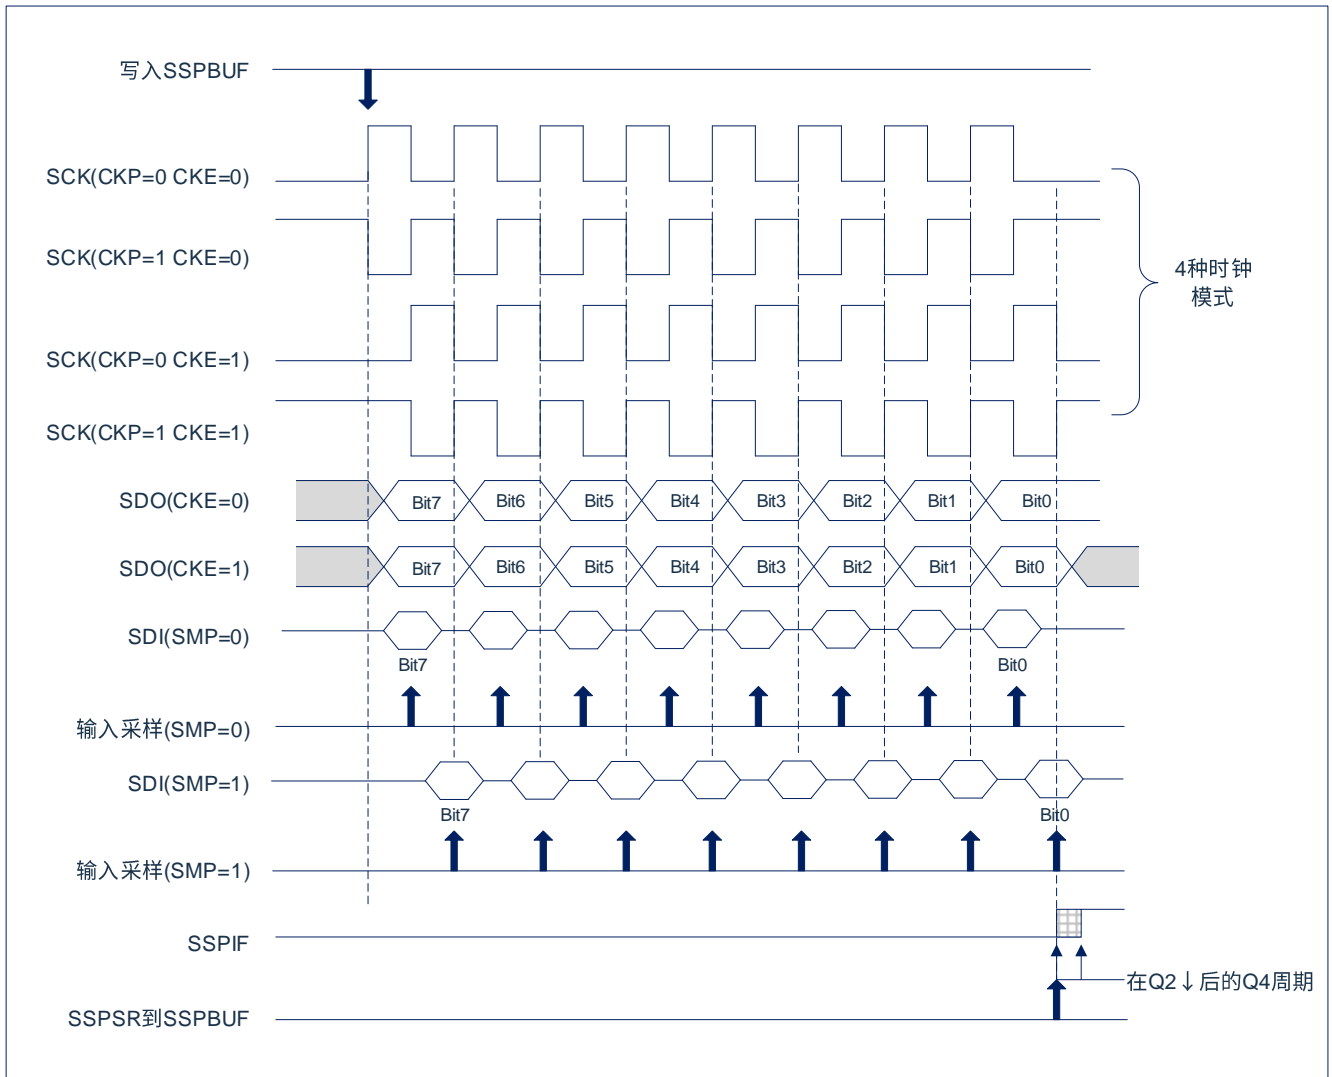 写入SSPBUF
SCK(CKP=0 CKE=0)
SCK(CKP=1 CKE=0)
4种时钟
模式
SCK(CKP=0 CKE=1)
SCK(CKP=1 CKE=1)
SDO(CKE=0) Bit7 Bit6 Bit5 Bit4 Bit3 Bit2 Bit1 Bit0
SDO(CKE=1) Bit7 Bit6 Bit5 Bit4 Bit3 Bit2 Bit1 Bit0
SDI(SMP=0)
Bit7 Bit0
输入采样(SMP=0)
SDI(SMP=1)
Bit7 Bit0
输入采样(SMP=1)
SSPIF
在Q2↓后的Q4周期
SSPSR到SSPBUF